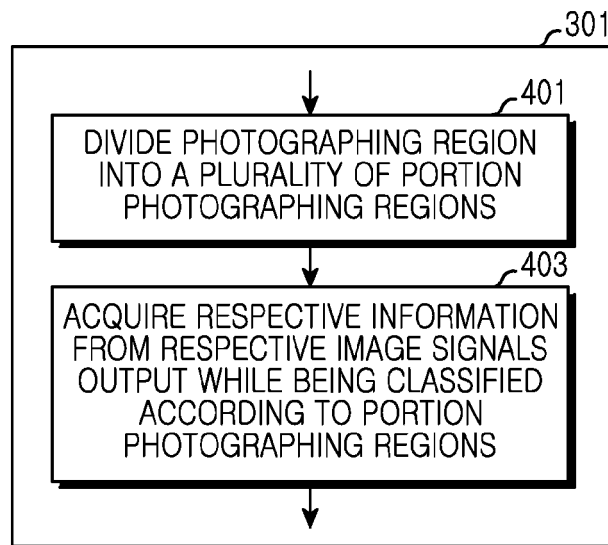 301
401
DIVIDE PHOTOGRAPHING REGION
INTO A PLURALITY OF PORTION
PHOTOGRAPHING REGIONS
403
ACQUIRE RESPECTIVE INFORMATION
FROM RESPECTIVE IMAGE SIGNALS
OUTPUT WHILE BEING CLASSIFIED
ACCORDING TO PORTION
PHOTOGRAPHING REGIONS